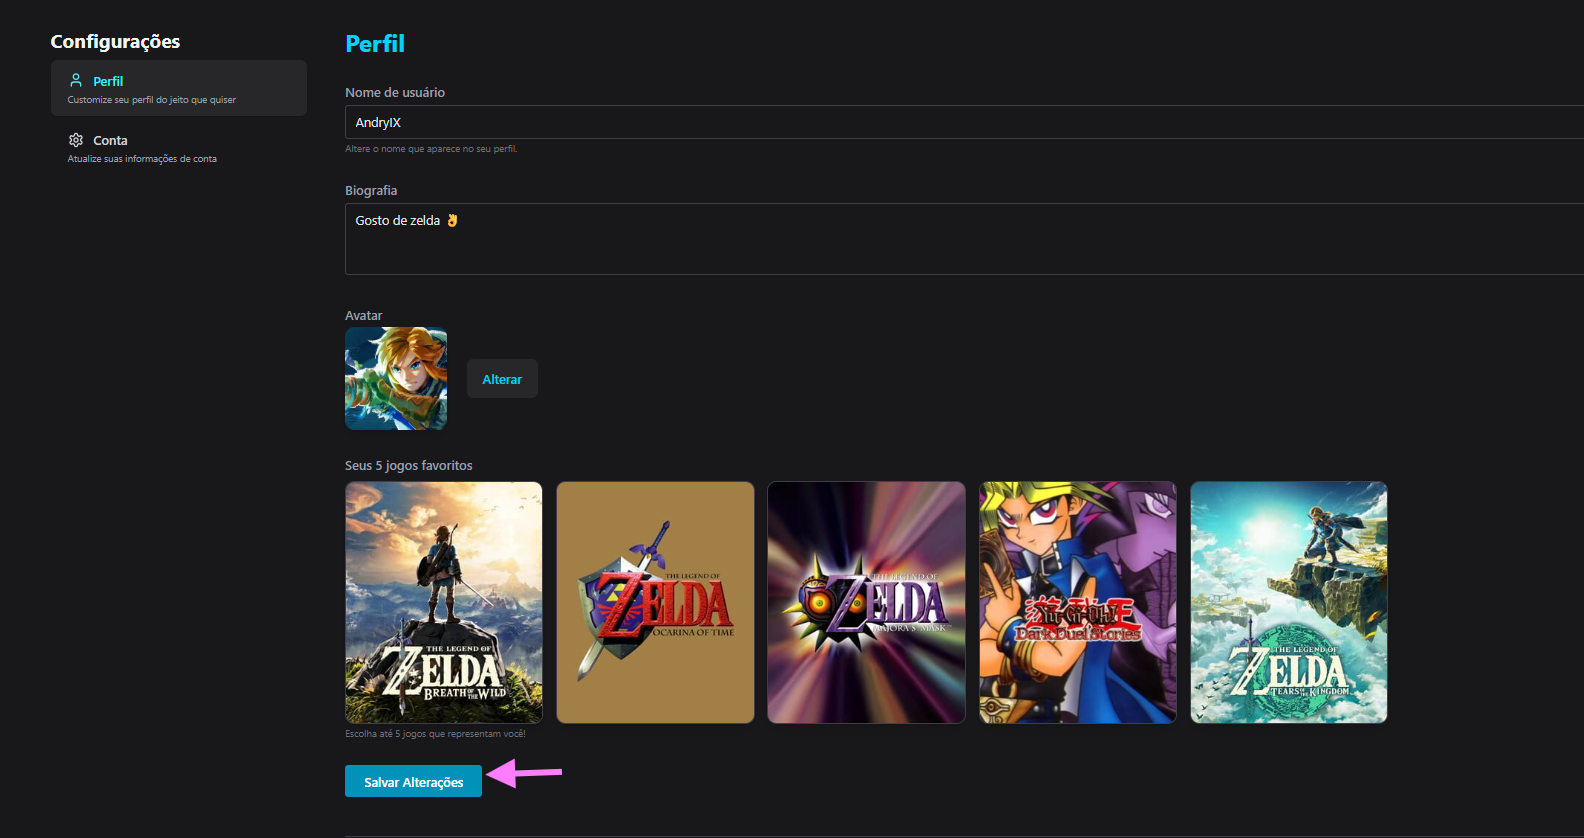 Configurações
Perfil
Customize seu perfil do jeito que quiser
Conta
Atualize suas informações de conta
Perfil
Nome de usuário
AndryIX
Altere o nome que aparece no seu perfil.
Biografia
Gosto de zelda 👌
Avatar
Alterar
Seus 5 jogos favoritos
THE LEGEND OF
ZELDA
BREATH OF THE WILD
THE LEGEND OF
ZELDA
OCARINA OF TIME
THE LEGEND OF
ZELDA
MAJORA'S MASK
Yu-Gi-Oh!
Dark Duel Stories
THE LEGEND OF
ZELDA
TEARS OF THE KINGDOM
Escolha até 5 jogos que representam você!
Salvar Alterações